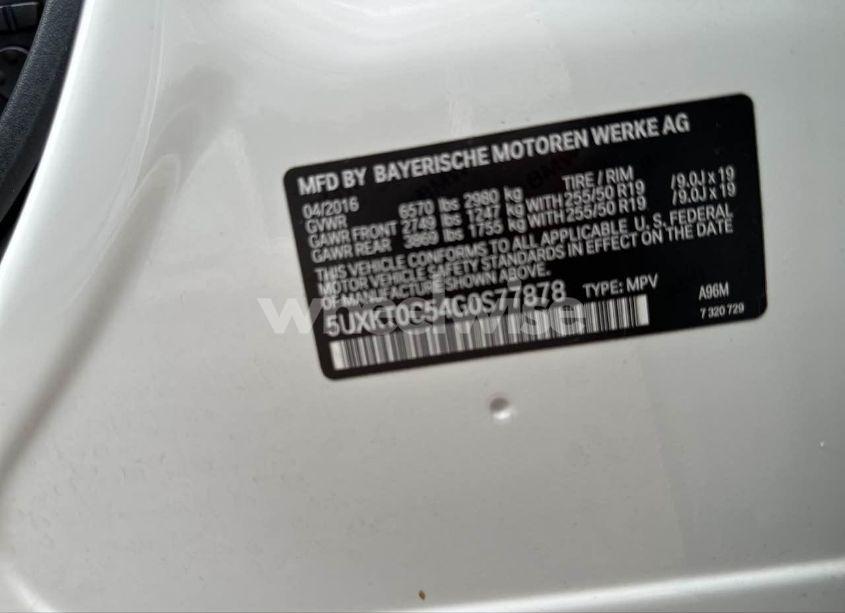 MFD BY BAYERISCHE MOTOREN WERKE AG
04/2016 TIRE / RIM
GVWR 6570 lbs 2980 kg
GAWR FRONT 2749 lbs 1247 kg WITH 255/50 R19 /9.0J x 19
GAWR REAR 3869 lbs 1755 kg WITH 255/50 R19 /9.0J x 19
THIS VEHICLE CONFORMS TO ALL APPLICABLE U. S. FEDERAL
MOTOR VEHICLE SAFETY STANDARDS IN EFFECT ON THE DATE
OF MANUFACTURE SHOWN ABOVE.
5UXKT0C54G0S77878 TYPE: MPV A96M
7 320 729